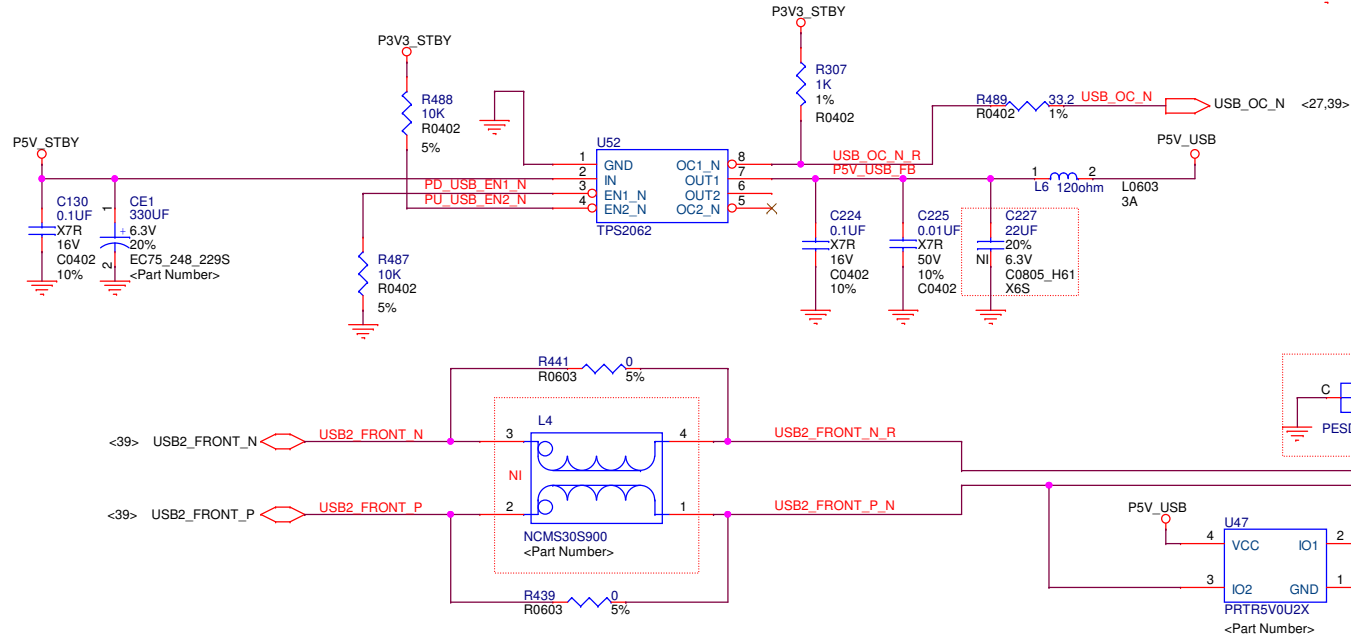 P3V3_STBY
P3V3_STBY
R307
1K
1%
R0402
R488
10K
R0402
5%
R489
R0402
33.2
1%
USB_OC_N
USB_OC_N <27,39>
P5V_STBY
U52
P5V_USB
1 GND OC1_N 8
2 IN OUT1 7
3 EN1_N OUT2 6
4 EN2_N OC2_N 5
TPS2062
USB_OC_N_R
P5V_USB_FB
PD_USB_EN1_N
PU_USB_EN2_N
1 2
L6 120ohm
L0603
3A
C130
0.1UF
X7R
16V
C0402
10%
1
2
CE1
330UF
+ 6.3V
20%
EC75_248_229S
<Part Number>
R487
10K
R0402
5%
C224
0.1UF
X7R
16V
C0402
10%
C225
0.01UF
X7R
50V
10%
C0402
C227
22UF
20%
NI 6.3V
C0805_H61
X6S
R441
R0603
0
5%
C
PESD
L4
<39> USB2_FRONT_N
USB2_FRONT_N
3
4
USB2_FRONT_N_R
NI
<39> USB2_FRONT_P
USB2_FRONT_P
2
1
USB2_FRONT_P_N
NCMS30S900
<Part Number>
P5V_USB
U47
4 VCC IO1 2
3 IO2 GND 1
PRTR5V0U2X
<Part Number>
R439
R0603
0
5%